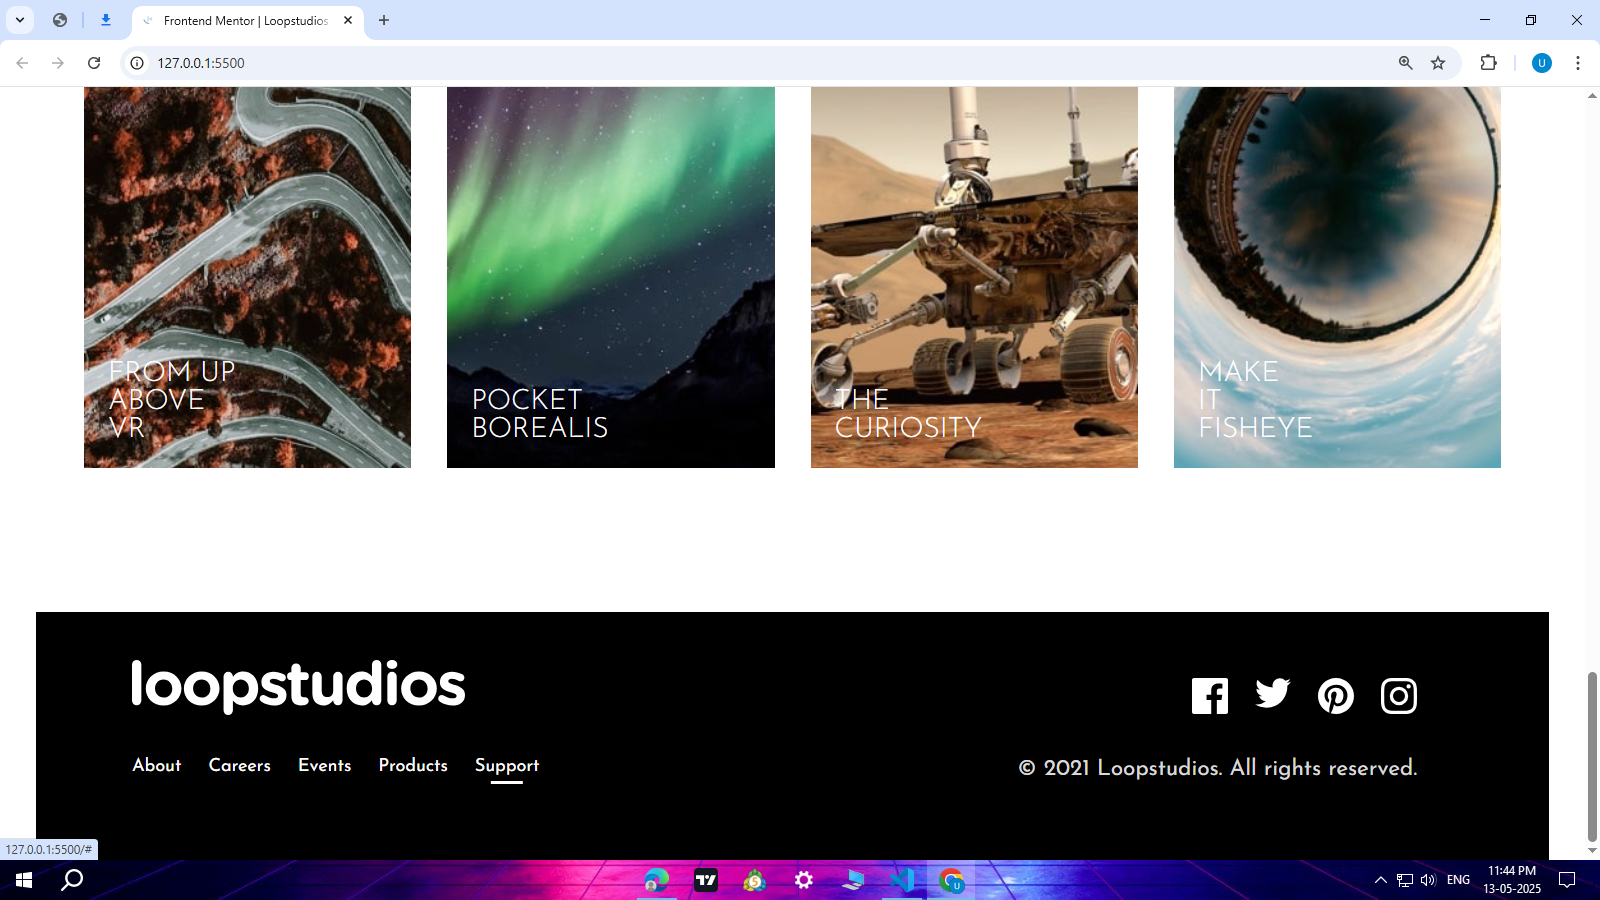 Frontend Mentor | Loopstudios
127.0.0.1:5500
U
FROM UP
ABOVE
VR
POCKET
BOREALIS
THE
CURIOSITY
MAKE
IT
FISHEYE
loopstudios
About Careers Events Products Support
© 2021 Loopstudios. All rights reserved.
127.0.0.1:5500/#
ENG
11:44 PM
13-05-2025